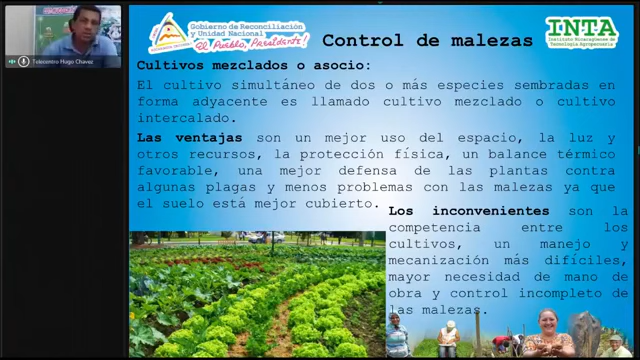 Gobierno de Reconciliación
y Unidad Nacional
El Pueblo, Presidente!
Control de malezas
INTA
Instituto Nicaragüense de
Tecnología Agropecuaria
Telecentro Hugo Chavez
Cultivos mezclados o asocio:
El cultivo simultáneo de dos o más especies sembradas en
forma adyacente es llamado cultivo mezclado o cultivo
intercalado.
Las ventajas son un mejor uso del espacio, la luz y
otros recursos, la protección física, un balance térmico
favorable, una mejor defensa de las plantas contra
algunas plagas y menos problemas con las malezas ya que
el suelo está mejor cubierto.
Los inconvenientes son la
competencia entre los
cultivos, un manejo y
mecanización más difíciles,
mayor necesidad de mano de
obra y control incompleto de
las malezas.